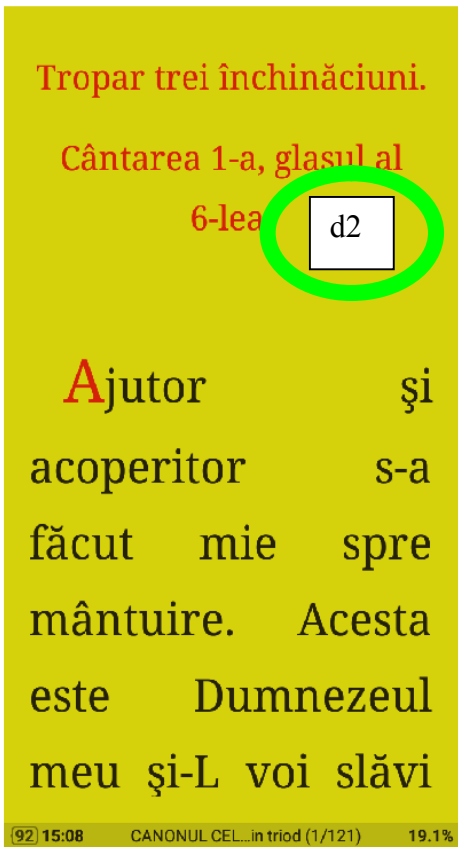 Tropar trei închinăciuni.
Cântarea 1-a, glasul al
6-lea
d2
Ajutor şi
acoperitor s-a
făcut mie spre
mântuire. Acesta
este Dumnezeul
meu şi-L voi slăvi
92 15:08 CANONUL CEL...in triod (1/121) 19.1%